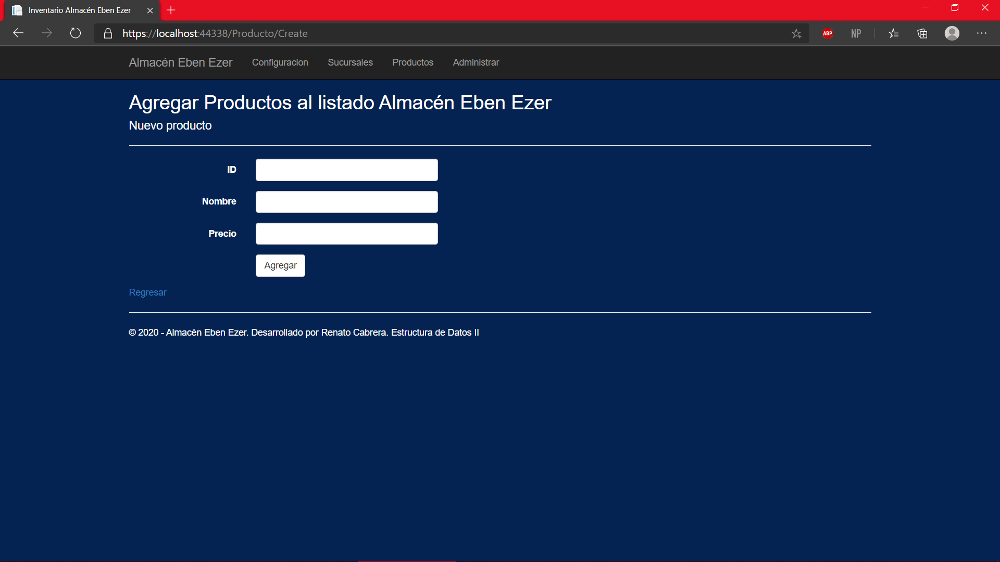 Inventario Almacén Eben Ezer
https://localhost:44338/Producto/Create
ABP
NP
Almacén Eben Ezer Configuracion Sucursales Productos Administrar
Agregar Productos al listado Almacén Eben Ezer
Nuevo producto
ID
Nombre
Precio
Agregar
Regresar
© 2020 - Almacén Eben Ezer. Desarrollado por Renato Cabrera. Estructura de Datos II